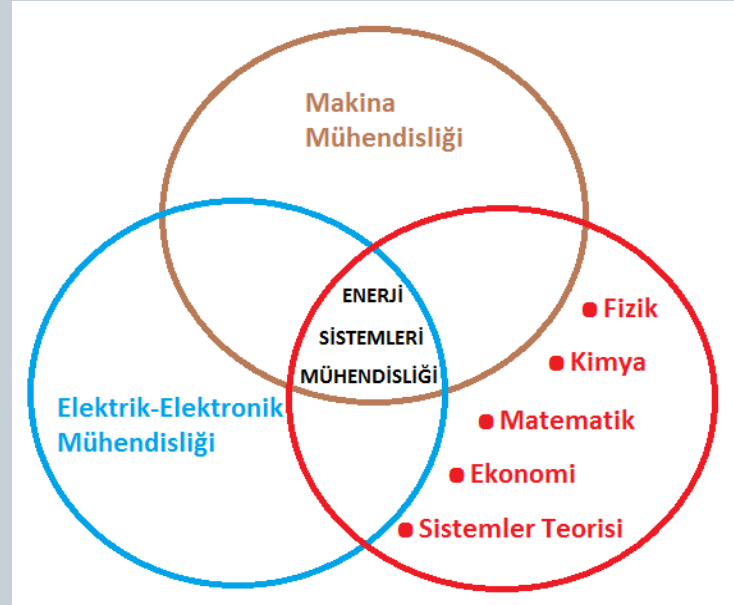 Makina
Mühendisliği
ENERJİ
SİSTEMLERİ
MÜHENDİSLİĞİ
Elektrik-Elektronik
Mühendisliği
Fizik
Kimya
Matematik
Ekonomi
Sistemler Teorisi